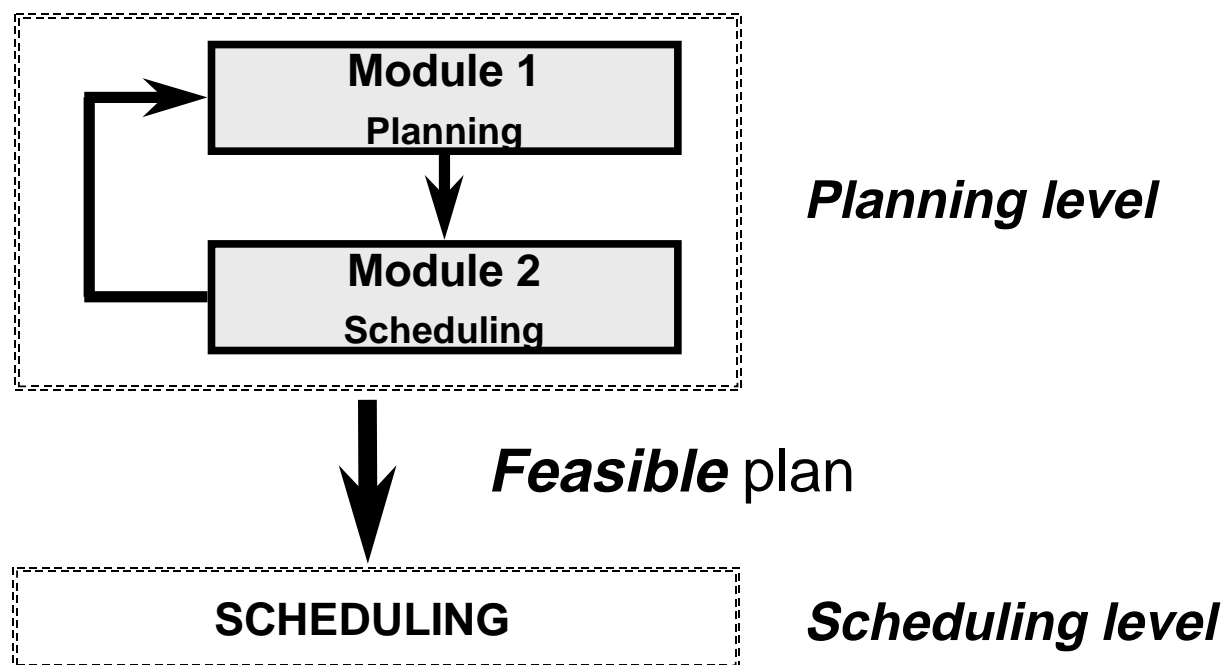 Module 1
Planning
Planning level
Module 2
Scheduling
Feasible plan
SCHEDULING
Scheduling level